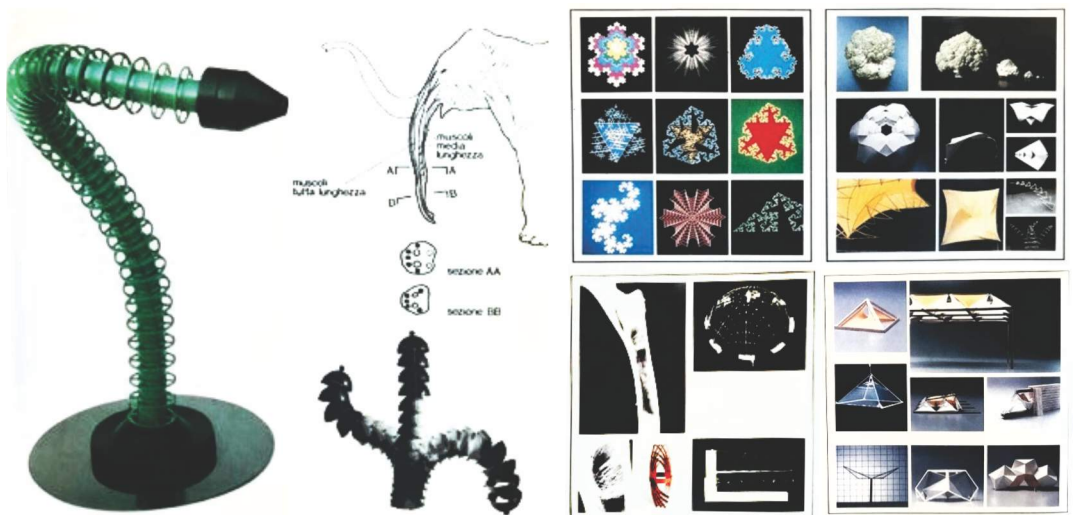 muscoli
media
lunghezza
A
A
muscoli
tutta lunghezza
B
D
sezione AA
sezione BB